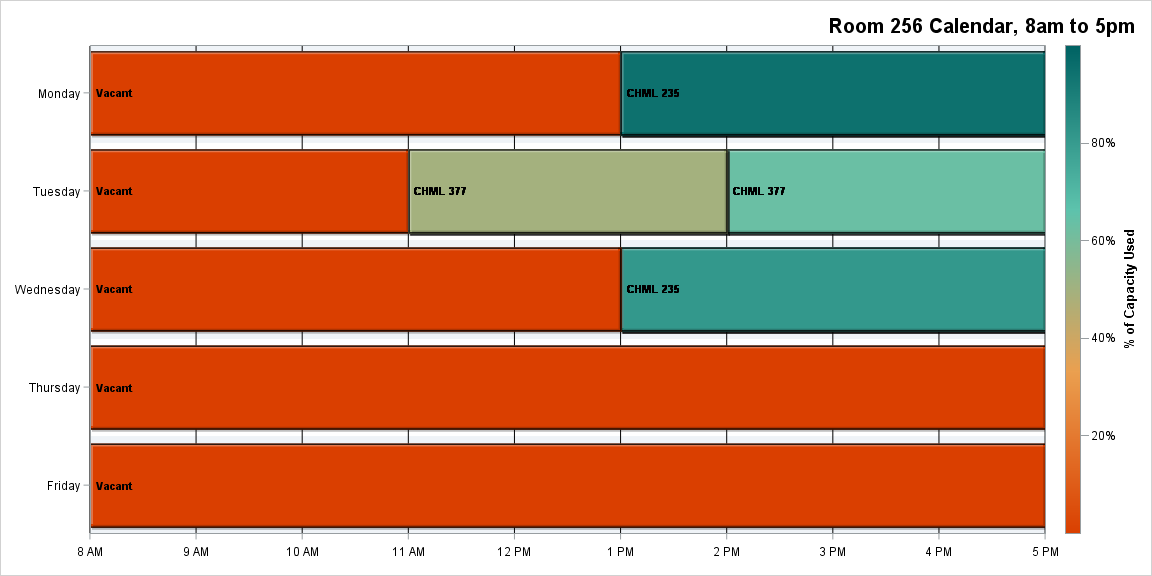 Room 256 Calendar, 8am to 5pm
Monday
Vacant
CHML 235
Tuesday
Vacant
CHML 377
CHML 377
Wednesday
Vacant
CHML 235
Thursday
Vacant
Friday
Vacant
8 AM
9 AM
10 AM
11 AM
12 PM
1 PM
2 PM
3 PM
4 PM
5 PM
80%
60%
40%
20%
% of Capacity Used